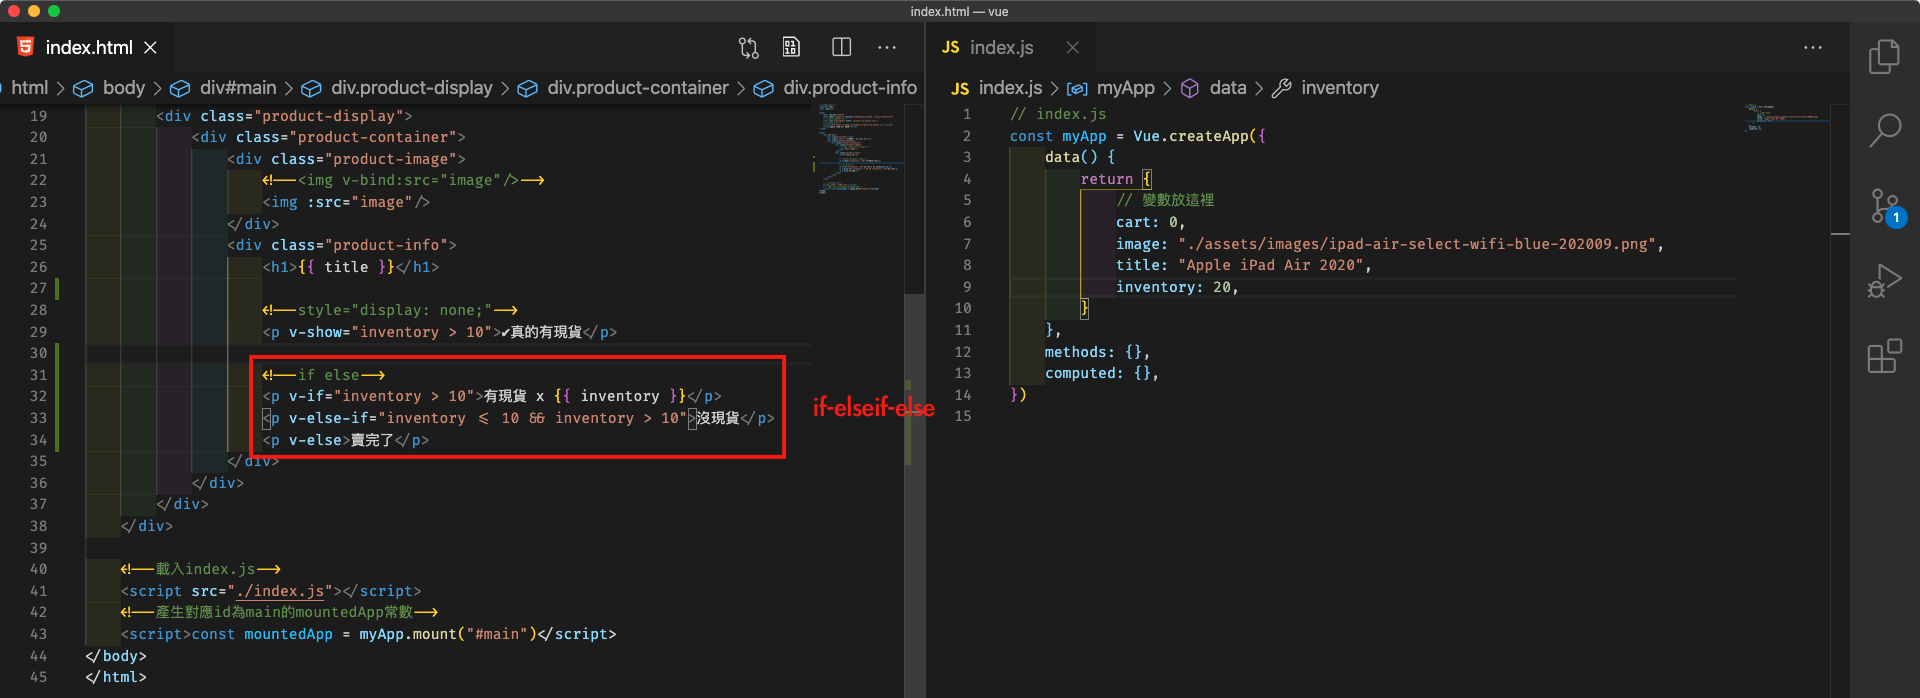 index.html — vue
index.html
html > body > div#main > div.product-display > div.product-container > div.product-info
19 <div class="product-display">
20 <div class="product-container">
21 <div class="product-image">
22 <!--<img v-bind:src="image"/>-->
23 <img :src="image"/>
24 </div>
25 <div class="product-info">
26 <h1>{{ title }}</h1>
27
28 <!--style="display: none;"-->
29 <p v-show="inventory > 10">✔真的有現貨</p>
30
31 <!--if else-->
32 <p v-if="inventory > 10">有現貨 x {{ inventory }}</p>
33 <p v-else-if="inventory <= 10 && inventory > 10">沒現貨</p>
34 <p v-else>賣完了</p>
35 </div>
36 </div>
37 </div>
38 </div>
39
40 <!--載入index.js-->
41 <script src="./index.js"></script>
42 <!--產生對應id為main的mountedApp常數-->
43 <script>const mountedApp = myApp.mount("#main")</script>
44 </body>
45 </html>
if-elseif-else
JS index.js
JS index.js > myApp > data > inventory
1 // index.js
2 const myApp = Vue.createApp({
3 data() {
4 return {
5 // 變數放這裡
6 cart: 0,
7 image: "./assets/images/ipad-air-select-wifi-blue-202009.png",
8 title: "Apple iPad Air 2020",
9 inventory: 20,
10 }
11 },
12 methods: {},
13 computed: {},
14 })
15
1